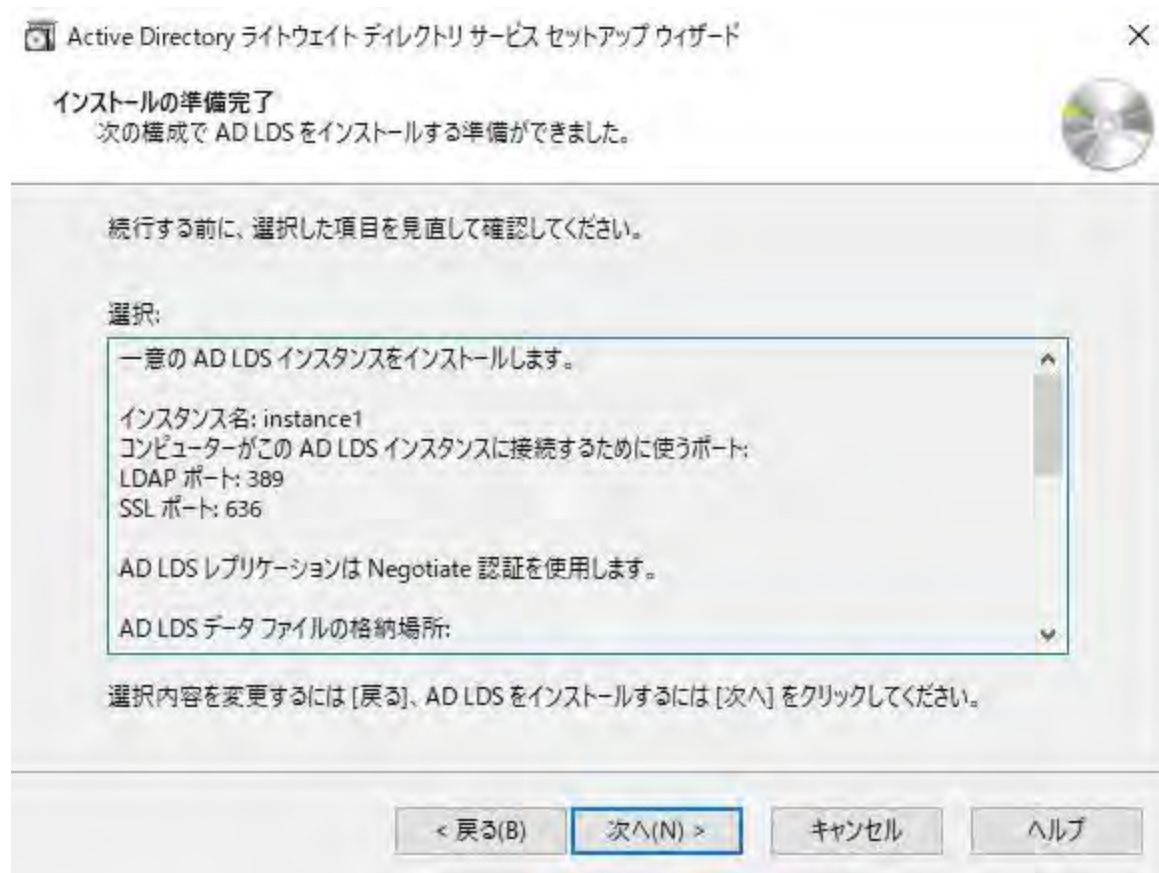 Active Directory ライトウェイト ディレクトリ サービス セットアップ ウィザード
インストールの準備完了
次の構成で AD LDS をインストールする準備ができました。
続行する前に、選択した項目を見直して確認してください。
選択:
一意の AD LDS インスタンスをインストールします。
インスタンス名: instance1
コンピューターがこの AD LDS インスタンスに接続するために使うポート:
LDAP ポート: 389
SSL ポート: 636
AD LDS レプリケーションは Negotiate 認証を使用します。
AD LDS データ ファイルの格納場所:
選択内容を変更するには [戻る]、AD LDS をインストールするには [次へ] をクリックしてください。
< 戻る(B) 次へ(N) > キャンセル ヘルプ